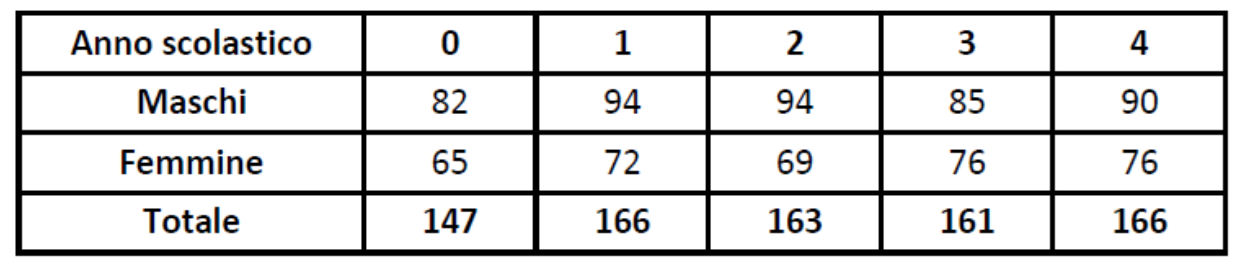 Anno scolastico 0 1 2 3 4
Maschi 82 94 94 85 90
Femmine 65 72 69 76 76
Totale 147 166 163 161 166